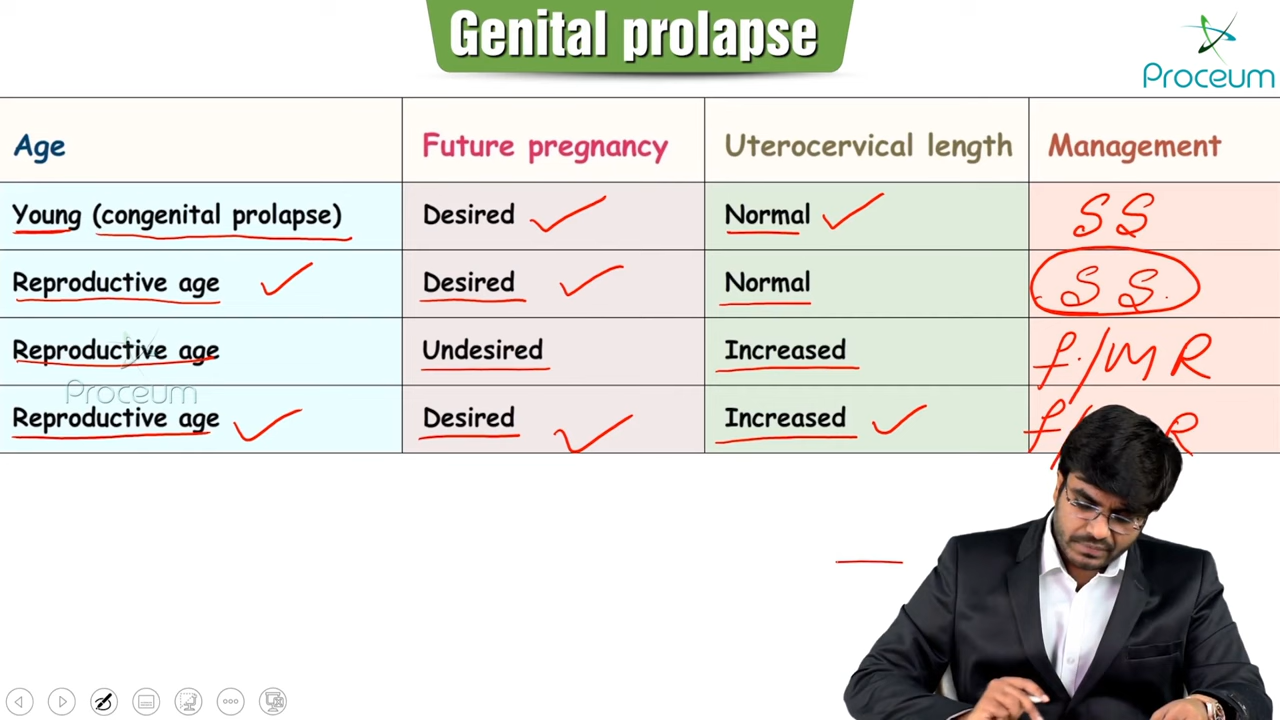 Genital prolapse
Proceum
Age Future pregnancy Uterocervical length Management
Young (congenital prolapse) Desired Normal SS
Reproductive age Desired Normal SS
Reproductive age Undesired Increased F/MR
Proceum
Reproductive age Desired Increased F/ R